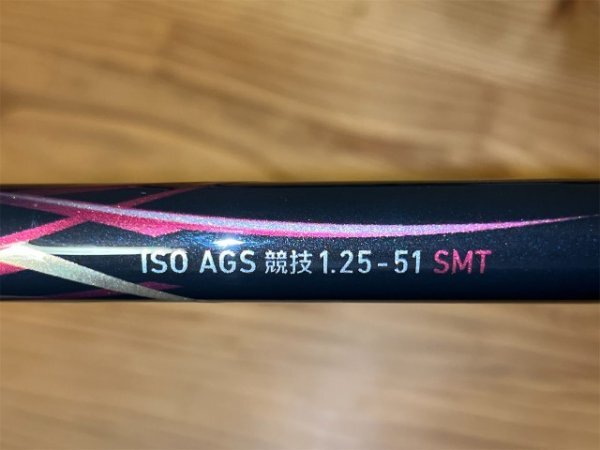 ISO AGS 競技 1.25-51 SMT